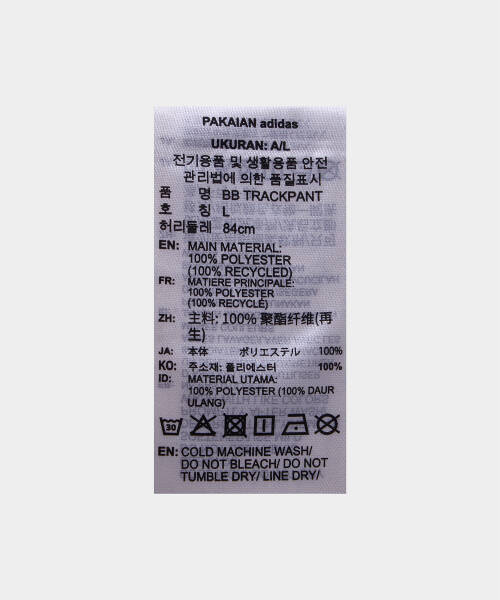 PAKAIAN adidas
UKURAN: A/L
전기용품 및 생활용품 안전
관리법에 의한 품질표시
품 명 BB TRACKPANT
호 칭 L
허리둘레 84cm
EN: MAIN MATERIAL:
100% POLYESTER
(100% RECYCLED)
FR: MATIERE PRINCIPALE:
100% POLYESTER
(100% RECYCLÉ)
ZH: 主料: 100% 聚酯纤维(再
生)
JA: 本体 ポリエステル 100%
KO: 주소재: 폴리에스터 100%
ID: MATERIAL UTAMA:
100% POLYESTER (100% DAUR
ULANG)
30
EN: COLD MACHINE WASH/
DO NOT BLEACH/ DO NOT
TUMBLE DRY/ LINE DRY/